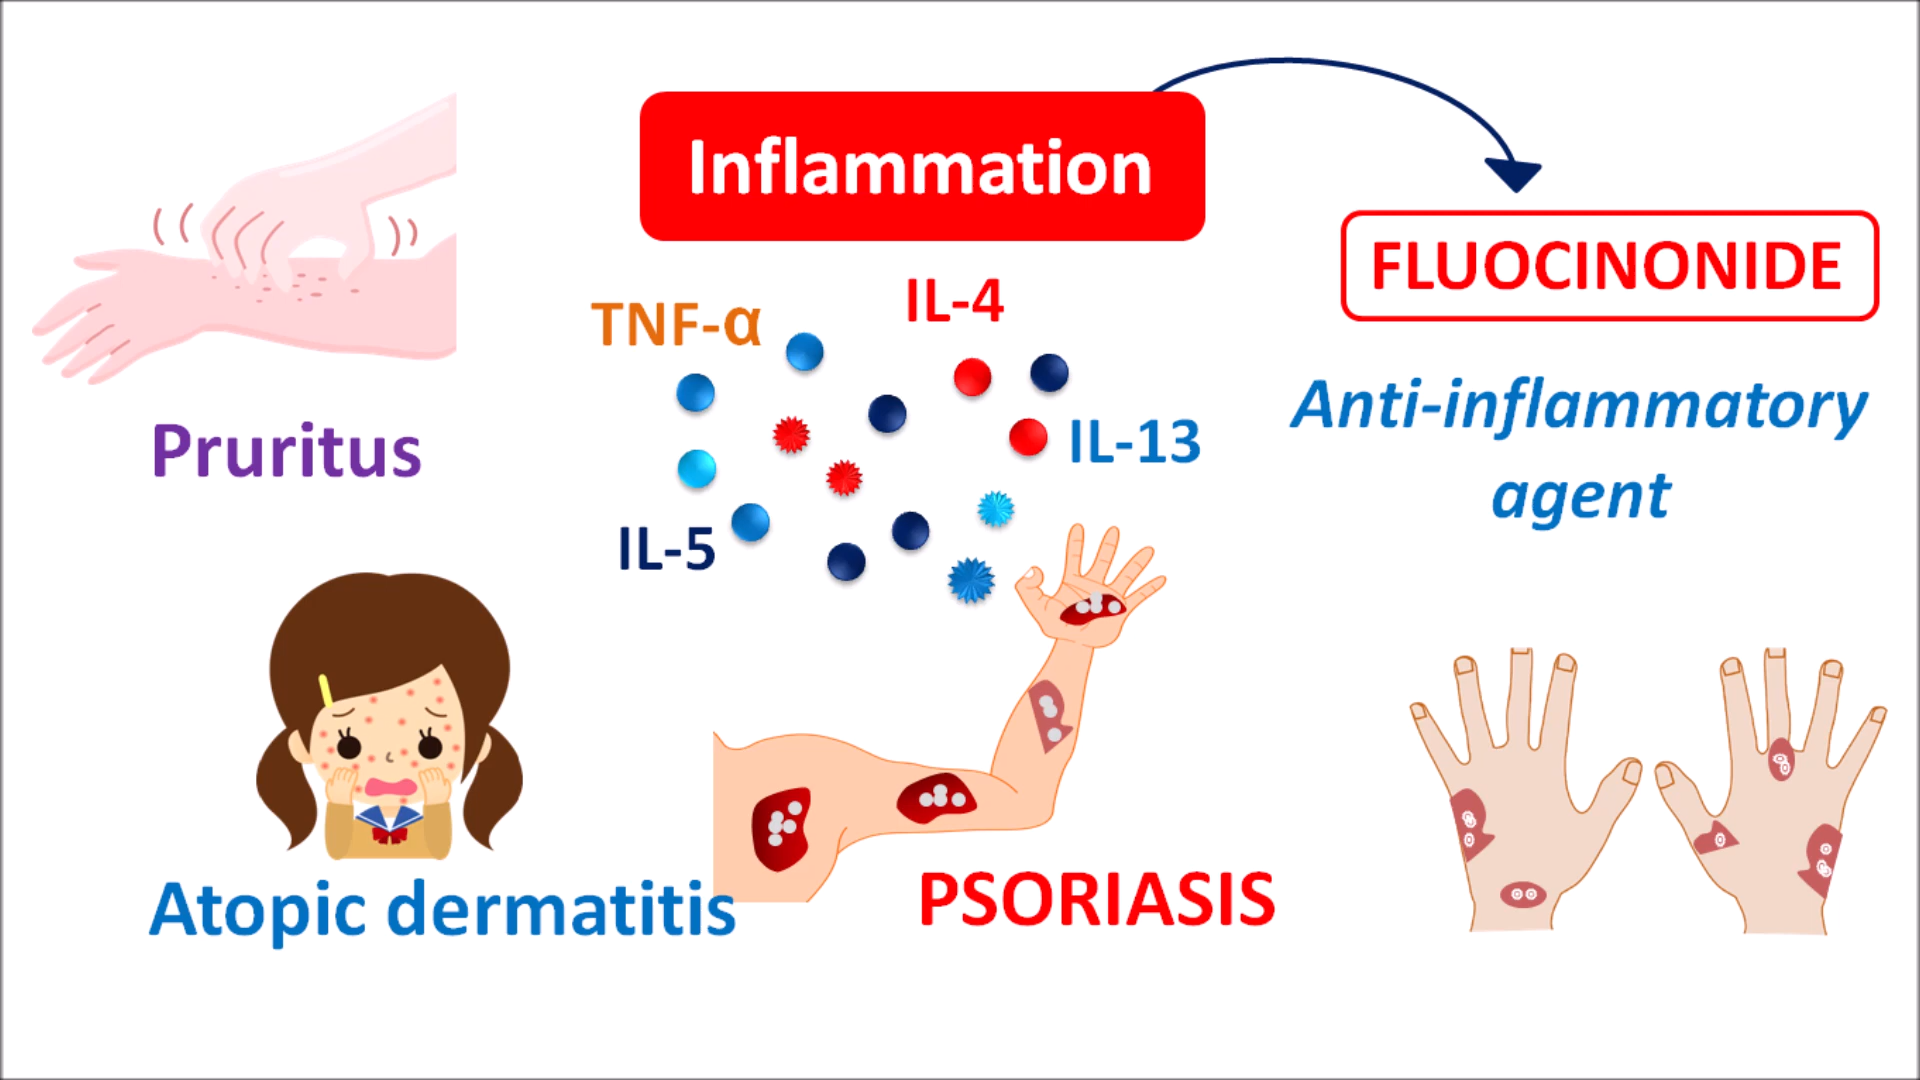 Inflammation
FLUOCINONIDE
Anti-inflammatory
agent
TNF-α
IL-4
IL-13
IL-5
Pruritus
Atopic dermatitis
PSORIASIS